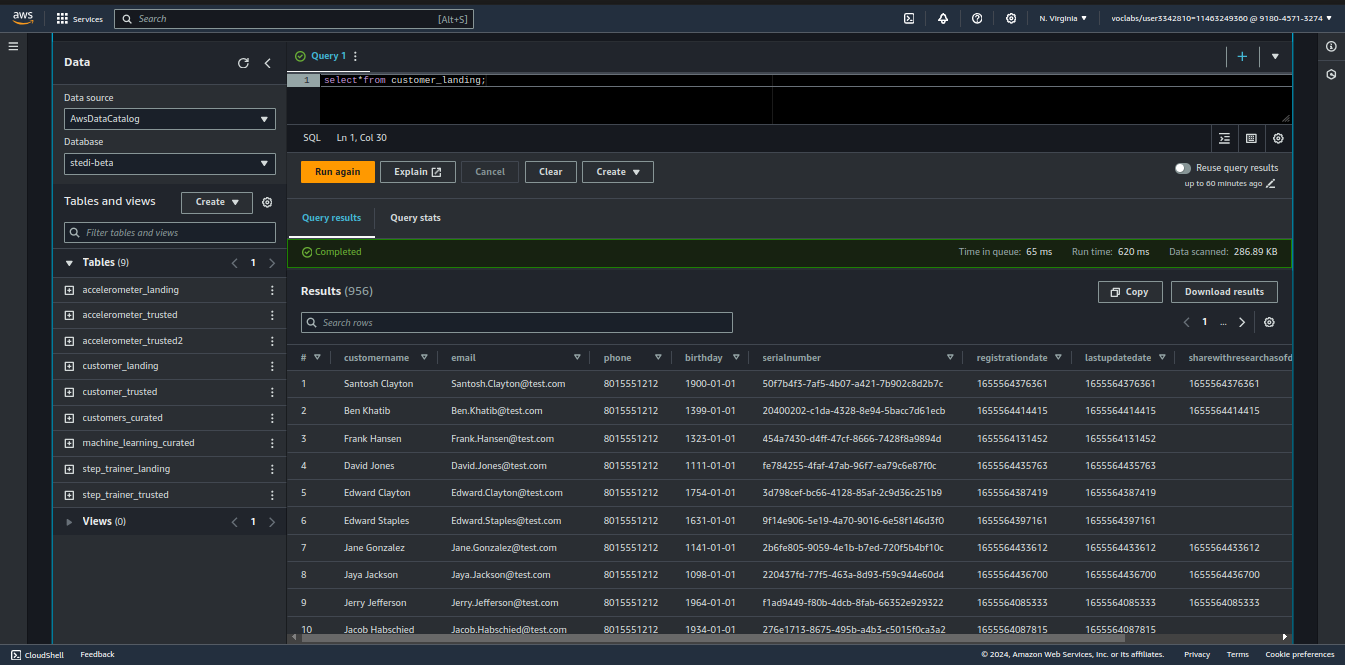 aws Services Search [Alt+S] N. Virginia voclabs/user3342810=11463249360 @ 9180-4571-3274
Data
Data source
AwsDataCatalog
Database
stedi-beta
Tables and views Create
Filter tables and views
Tables (9) 1
accelerometer_landing
accelerometer_trusted
accelerometer_trusted2
customer_landing
customer_trusted
customers_curated
machine_learning_curated
step_trainer_landing
step_trainer_trusted
Views (0) 1
Query 1
1 select*from customer_landing;
SQL Ln 1, Col 30
Run again Explain Cancel Clear Create
Reuse query results
up to 60 minutes ago
Query results Query stats
Completed Time in queue: 65 ms Run time: 620 ms Data scanned: 286.89 KB
Results (956) Copy Download results
Search rows 1 ...
# customername email phone birthday serialnumber registrationdate lastupdatedate sharewithresearchasofd
1 Santosh Clayton Santosh.Clayton@test.com 8015551212 1900-01-01 50f7b4f3-7af5-4b07-a421-7b902c8d2b7c 1655564376361 1655564376361 1655564376361
2 Ben Khatib Ben.Khatib@test.com 8015551212 1399-01-01 20400202-c1da-4328-8e94-5bacc7d61ecb 1655564414415 1655564414415 1655564414415
3 Frank Hansen Frank.Hansen@test.com 8015551212 1323-01-01 454a7430-d4ff-47cf-8666-7428f8a9894d 1655564131452 1655564131452
4 David Jones David.Jones@test.com 8015551212 1111-01-01 fe784255-4faf-47ab-96f7-ea79c6e87f0c 1655564435763 1655564435763
5 Edward Clayton Edward.Clayton@test.com 8015551212 1754-01-01 3d798cef-bc66-4128-85af-2c9d36c251b9 1655564387419 1655564387419
6 Edward Staples Edward.Staples@test.com 8015551212 1631-01-01 9f14e906-5e19-4a70-9016-6e58f146d3f0 1655564397161 1655564397161
7 Jane Gonzalez Jane.Gonzalez@test.com 8015551212 1141-01-01 2b6fe805-9059-4e1b-b7ed-720f5b4bf10c 1655564433612 1655564433612 1655564433612
8 Jaya Jackson Jaya.Jackson@test.com 8015551212 1098-01-01 220437fd-77f5-463a-8d93-f59c944e60d4 1655564436700 1655564436700 1655564436700
9 Jerry Jefferson Jerry.Jefferson@test.com 8015551212 1964-01-01 f1ad9449-f80b-4dcb-8fab-66352e929322 1655564085333 1655564085333 1655564085333
10 Jacob Habschied Jacob.Habschied@test.com 8015551212 1934-01-01 276e1713-8675-495b-a4b3-c5015f0ca3a2 1655564087815 1655564087815
CloudShell Feedback © 2024, Amazon Web Services, Inc. or its affiliates. Privacy Terms Cookie preferences